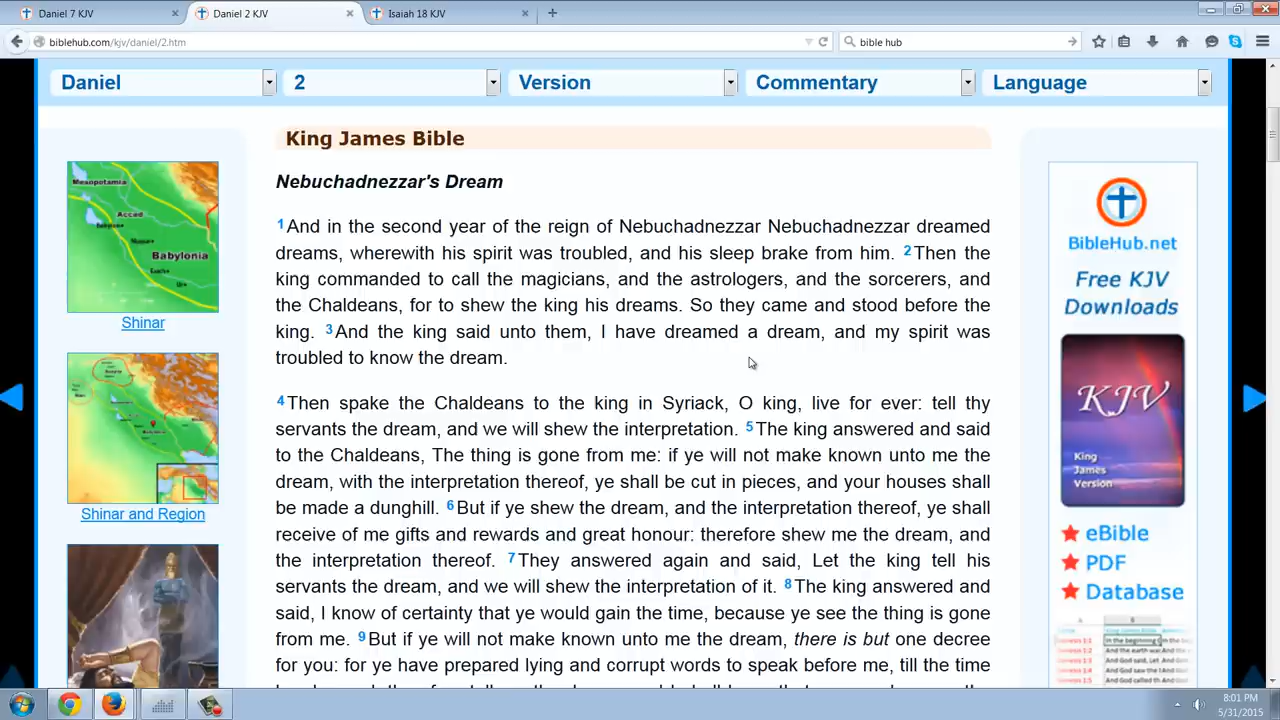 Daniel 7 KJV
Daniel 2 KJV
Isaiah 18 KJV
biblehub.com/kjv/daniel/2.htm
bible hub
Daniel
2
Version
Commentary
Language
King James Bible
Nebuchadnezzar's Dream
1And in the second year of the reign of Nebuchadnezzar Nebuchadnezzar dreamed
dreams, wherewith his spirit was troubled, and his sleep brake from him. 2Then the
king commanded to call the magicians, and the astrologers, and the sorcerers, and
the Chaldeans, for to shew the king his dreams. So they came and stood before the
king. 3And the king said unto them, I have dreamed a dream, and my spirit was
troubled to know the dream.
4Then spake the Chaldeans to the king in Syriack, O king, live for ever: tell thy
servants the dream, and we will shew the interpretation. 5The king answered and said
to the Chaldeans, The thing is gone from me: if ye will not make known unto me the
dream, with the interpretation thereof, ye shall be cut in pieces, and your houses shall
be made a dunghill. 6But if ye shew the dream, and the interpretation thereof, ye shall
receive of me gifts and rewards and great honour: therefore shew me the dream, and
the interpretation thereof. 7They answered again and said, Let the king tell his
servants the dream, and we will shew the interpretation of it. 8The king answered and
said, I know of certainty that ye would gain the time, because ye see the thing is gone
from me. 9But if ye will not make known unto me the dream, there is but one decree
for you: for ye have prepared lying and corrupt words to speak before me, till the time
Mesopotamia
Accad
Babylonia
Shinar
Shinar and Region
BibleHub.net
Free KJV
Downloads
KJV
King
James
Version
eBible
PDF
Database
8:01 PM
5/31/2015